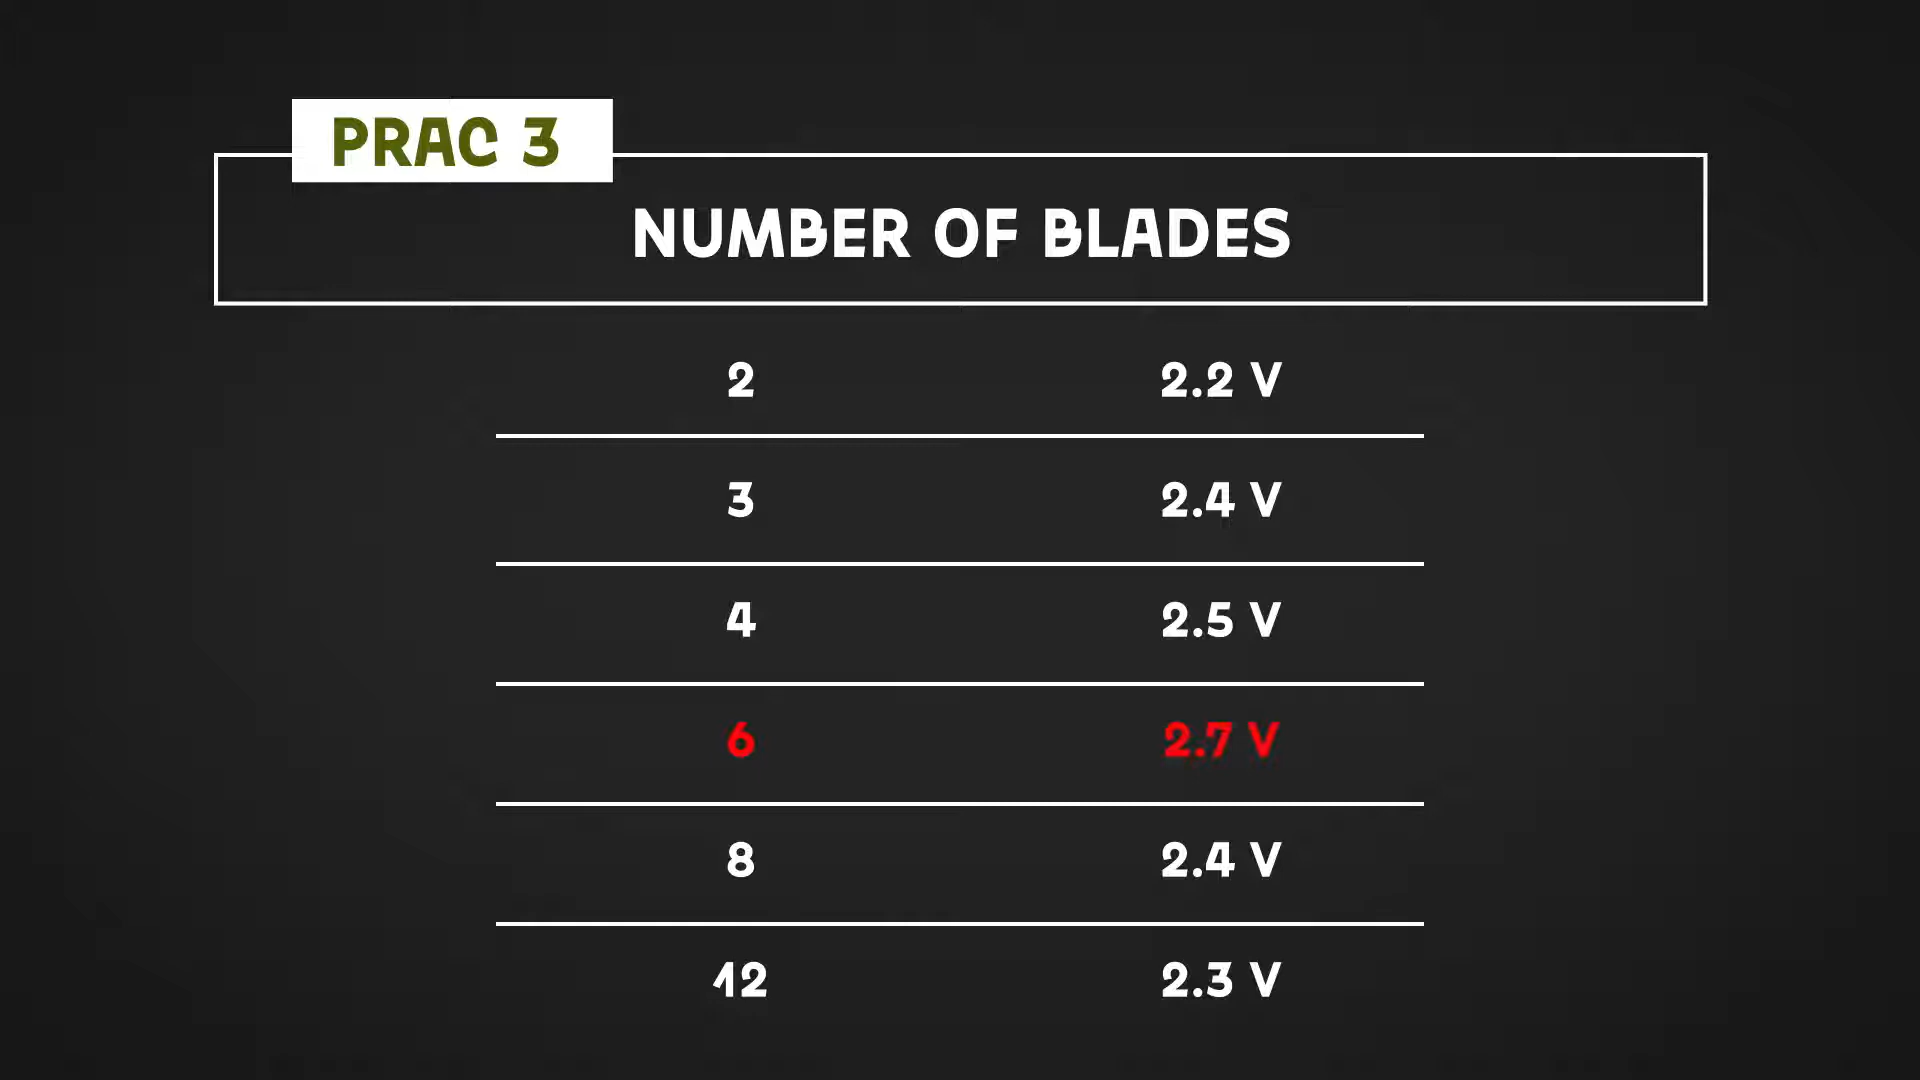 PRAC 3
NUMBER OF BLADES
2 2.2 V
3 2.4 V
4 2.5 V
6 2.7 V
8 2.4 V
12 2.3 V